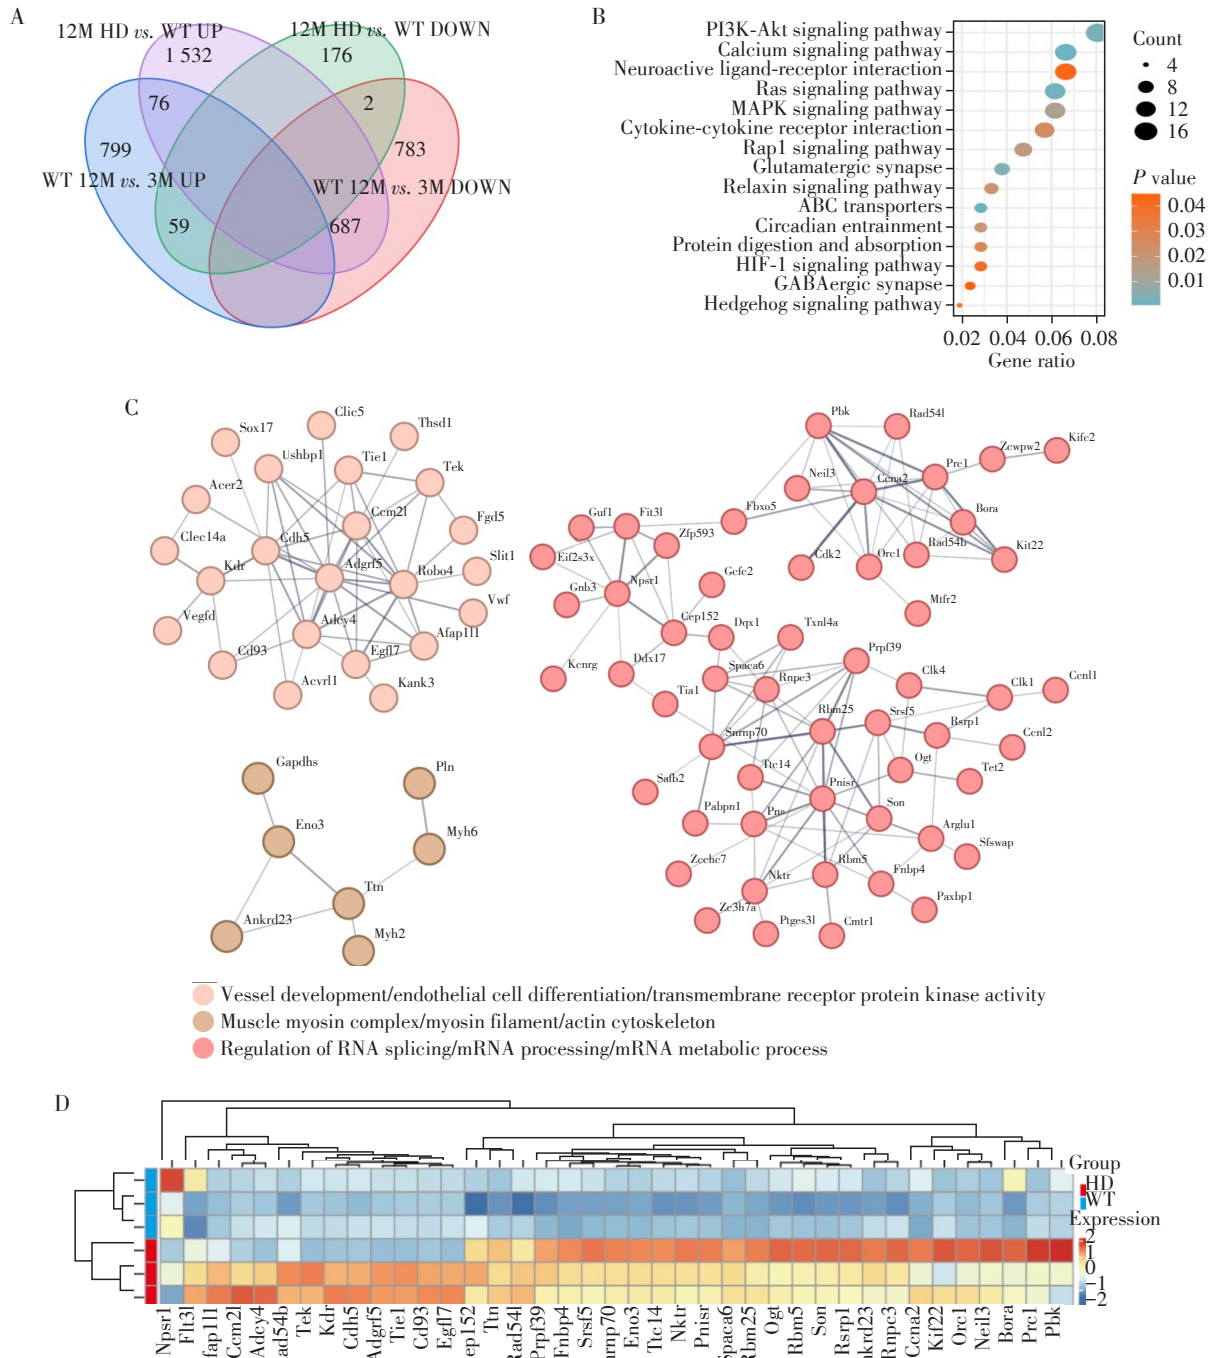 A
12M HD vs. WT UP
12M HD vs. WT DOWN
1 532
176
76
2
799
783
WT 12M vs. 3M UP
WT 12M vs. 3M DOWN
59
687
B
PI3K-Akt signaling pathway
Calcium signaling pathway
Neuroactive ligand-receptor interaction
Ras signaling pathway
MAPK signaling pathway
Cytokine-cytokine receptor interaction
Rap1 signaling pathway
Glutamatergic synapse
Relaxin signaling pathway
ABC transporters
Circadian entrainment
Protein digestion and absorption
HIF-1 signaling pathway
GABAergic synapse
Hedgehog signaling pathway
0.02 0.04 0.06 0.08
Gene ratio
Count
4
8
12
16
P value
0.04
0.03
0.02
0.01
C
Clic5
Sox17
Thsd1
Ushbp1
Tie1
Tek
Acer2
Ccm2l
Fgd5
Clec14a
Cdh5
Slit1
Kdr
Adgrf5
Robo4
Vwf
Vegfd
Adcy4
Afap1l1
Cd93
Egfl7
Acvrl1
Kank3
Gapdhs
Pln
Eno3
Myh6
Ttn
Ankrd23
Myh2
Pbk
Rad54l
Zcwpw2
Kifc2
Neil3
Ccna2
Prc1
Fbxo5
Bora
Guf1
Fit3l
Zfp593
Eif2s3x
Cdk2
Orc1
Rad54b
Kit22
Gnb3
Npsr1
Gcfc2
Mtfr2
Cep152
Dqx1
Txnl4a
Kcnrg
Ddx17
Spaca6
Rnpc3
Prpf39
Clk4
Clk1
Ccnl1
Tia1
Rbm25
Srsf5
Rsrp1
Ccnl2
Snrnp70
Safb2
Ttc14
Ogt
Tet2
Pnisr
Pabpn1
Pnn
Son
Arglu1
Sfswap
Zcchc7
Nktr
Rbm5
Fnbp4
Paxbp1
Zc3h7a
Ptges3l
Cmtr1
Vessel development/endothelial cell differentiation/transmembrane receptor protein kinase activity
Muscle myosin complex/myosin filament/actin cytoskeleton
Regulation of RNA splicing/mRNA processing/mRNA metabolic process
D
Group
HD
WT
Expression
2
1
0
−1
−2
Npsr1
Flt3l
fap1l1
Ccm2l
Adcy4
ad54b
Tek
Kdr
Cdh5
Adgrf5
Tie1
Cd93
Egfl7
ep152
Ttn
Rad54l
Prpf39
Fnbp4
Srsf5
nrnp70
Eno3
Ttc14
Nktr
Pnisr
Spaca6
Rbm25
Ogt
Rbm5
Son
Rsrp1
nkrd23
Rnpc3
Ccna2
Kif22
Orc1
Neil3
Bora
Prc1
Pbk